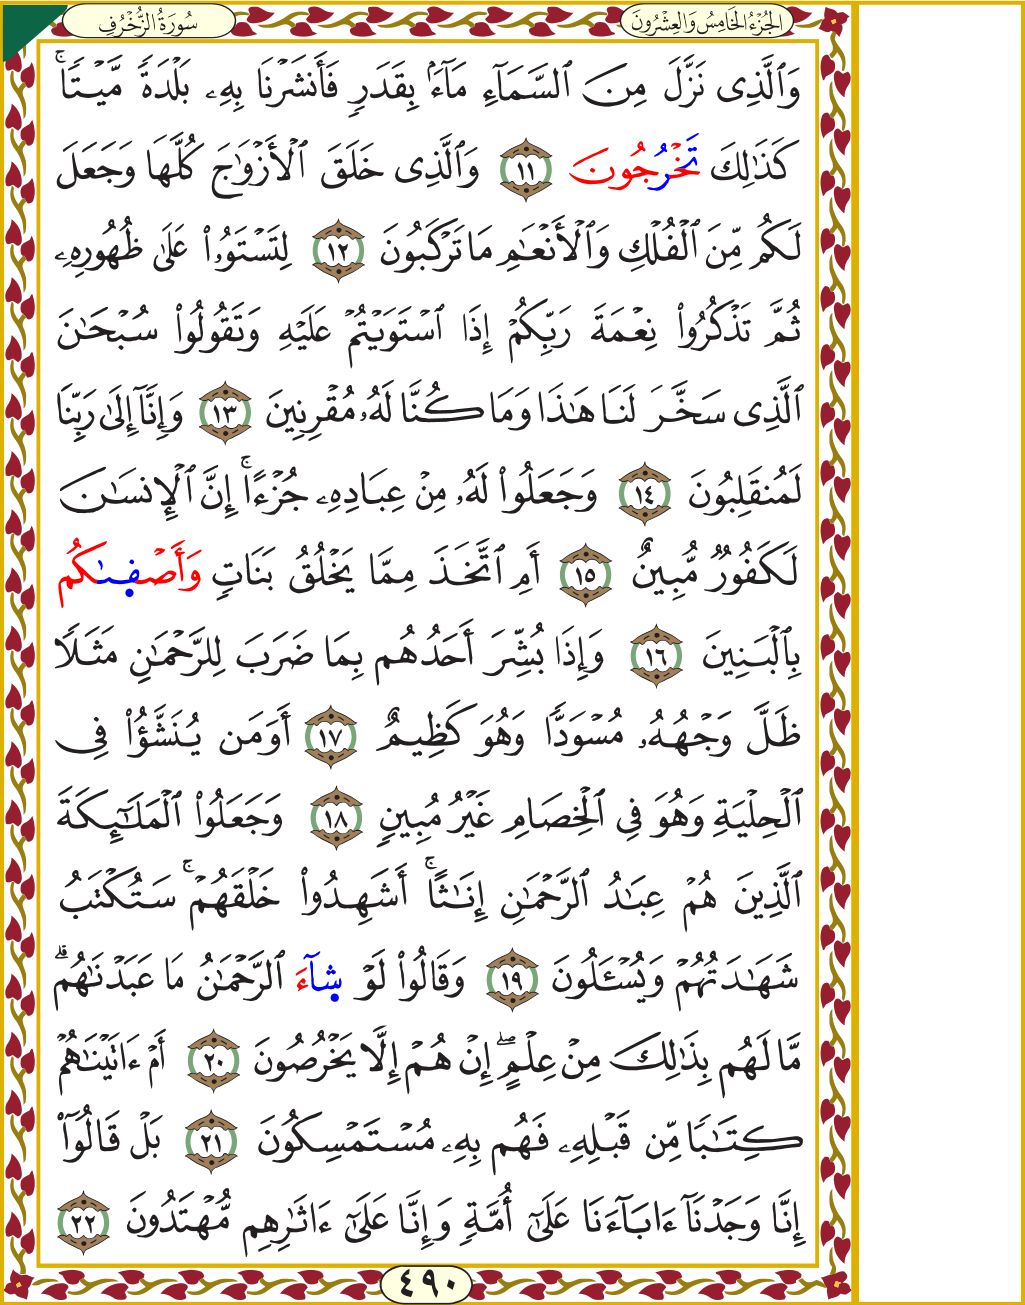 الجُزْءُ الخَامِسُ وَالعِشْرُونَ
سُورَةُ الزُّخْرُفِ
وَٱلَّذِى نَزَّلَ مِنَ ٱلسَّمَآءِ مَآءَۢ بِقَدَرٍ فَأَنشَرْنَا بِهِۦ بَلْدَةً مَّيْتًاۚ
كَذَٰلِكَ تَخْرُجُونَ ١١ وَٱلَّذِى خَلَقَ ٱلْأَزْوَٰجَ كُلَّهَا وَجَعَلَ
لَكُم مِّنَ ٱلْفُلْكِ وَٱلْأَنْعَٰمِ مَا تَرْكَبُونَ ١٢ لِتَسْتَوُۥا۟ عَلَىٰ ظُهُورِهِۦ
ثُمَّ تَذْكُرُوا۟ نِعْمَةَ رَبِّكُمْ إِذَا ٱسْتَوَيْتُمْ عَلَيْهِ وَتَقُولُوا۟ سُبْحَٰنَ
ٱلَّذِى سَخَّرَ لَنَا هَٰذَا وَمَا كُنَّا لَهُۥ مُقْرِنِينَ ١٣ وَإِنَّآ إِلَىٰ رَبِّنَا
لَمُنقَلِبُونَ ١٤ وَجَعَلُوا۟ لَهُۥ مِنْ عِبَادِهِۦ جُزْءًاۚ إِنَّ ٱلْإِنسَٰنَ
لَكَفُورٌ مُّبِينٌ ١٥ أَمِ ٱتَّخَذَ مِمَّا يَخْلُقُ بَنَاتٍ وَأَصْفِىٰكُم
بِٱلْبَنِينَ ١٦ وَإِذَا بُشِّرَ أَحَدُهُم بِمَا ضَرَبَ لِلرَّحْمَٰنِ مَثَلًا
ظَلَّ وَجْهُهُۥ مُسْوَدًّا وَهُوَ كَظِيمٌ ١٧ أَوَمَن يُنَشَّؤُا۟ فِى
ٱلْحِلْيَةِ وَهُوَ فِى ٱلْخِصَامِ غَيْرُ مُبِينٍ ١٨ وَجَعَلُوا۟ ٱلْمَلَٰٓئِكَةَ
ٱلَّذِينَ هُمْ عِبَٰدُ ٱلرَّحْمَٰنِ إِنَٰثًاۚ أَشَهِدُوا۟ خَلْقَهُمْۚ سَتُكْتَبُ
شَهَٰدَتُهُمْ وَيُسْـَٔلُونَ ١٩ وَقَالُوا۟ لَوْ شِآءَ ٱلرَّحْمَٰنُ مَا عَبَدْنَٰهُمۗ
مَّا لَهُم بِذَٰلِكَ مِنْ عِلْمٍۖ إِنْ هُمْ إِلَّا يَخْرُصُونَ ٢٠ أَمْ ءَاتَيْنَٰهُمْ
كِتَٰبًا مِّن قَبْلِهِۦ فَهُم بِهِۦ مُسْتَمْسِكُونَ ٢١ بَلْ قَالُوٓا۟
إِنَّا وَجَدْنَآ ءَابَآءَنَا عَلَىٰٓ أُمَّةٍ وَإِنَّا عَلَىٰٓ ءَاثَٰرِهِم مُّهْتَدُونَ ٢٢
٤٩٠